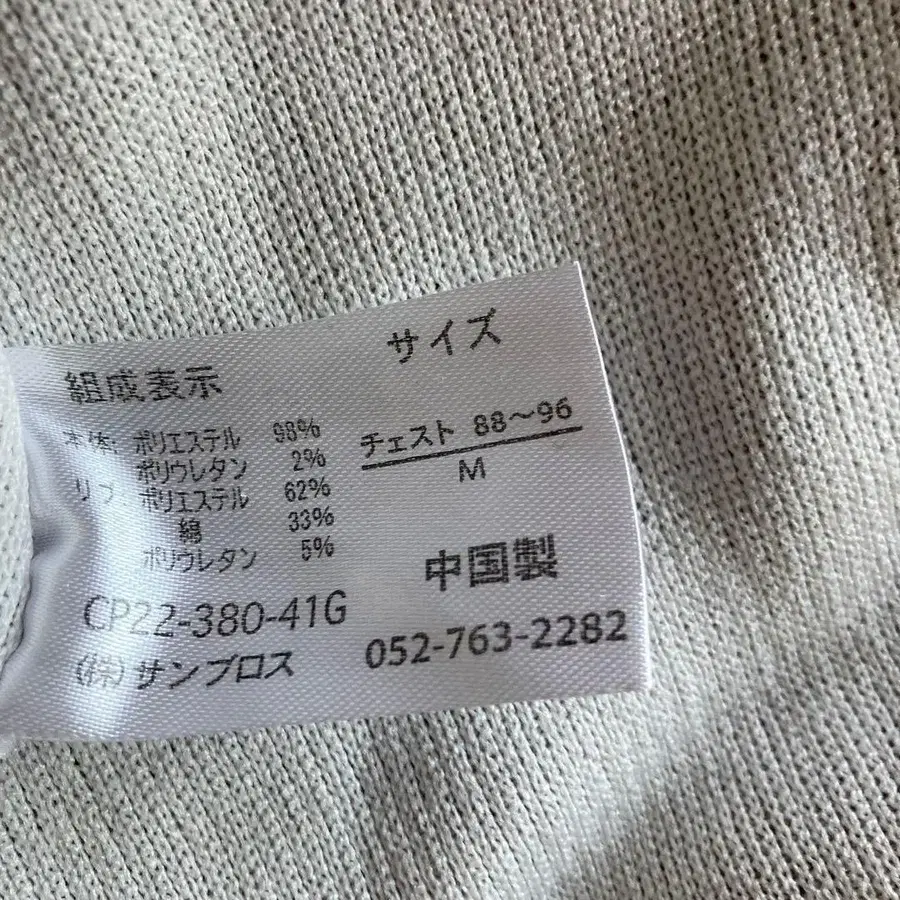 組成表示
本体: ポリエステル 98%
ポリウレタン 2%
リブ ポリエステル 62%
綿 33%
ポリウレタン 5%
CP22-380-41G
(株)サンブロス
サイズ
チェスト 88〜96
M
中国製
052-763-2282